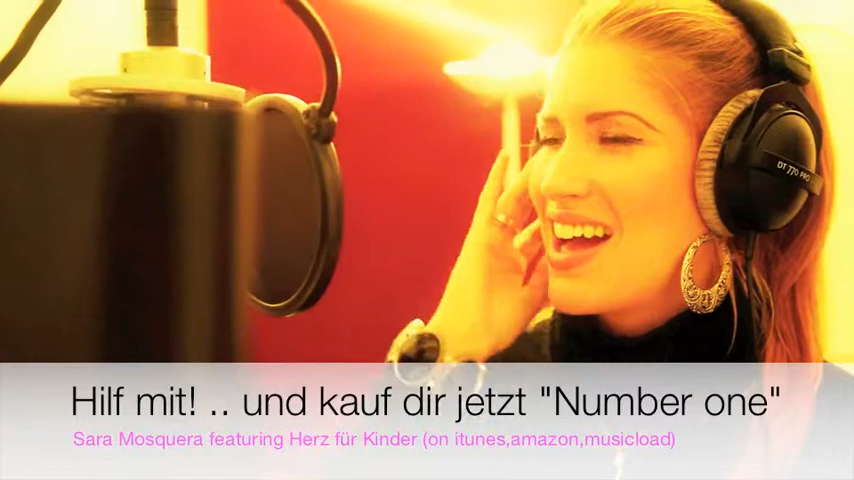 DT 770 PRO
Hilf mit! .. und kauf dir jetzt "Number one"
Sara Mosquera featuring Herz für Kinder (on itunes,amazon,musicload)